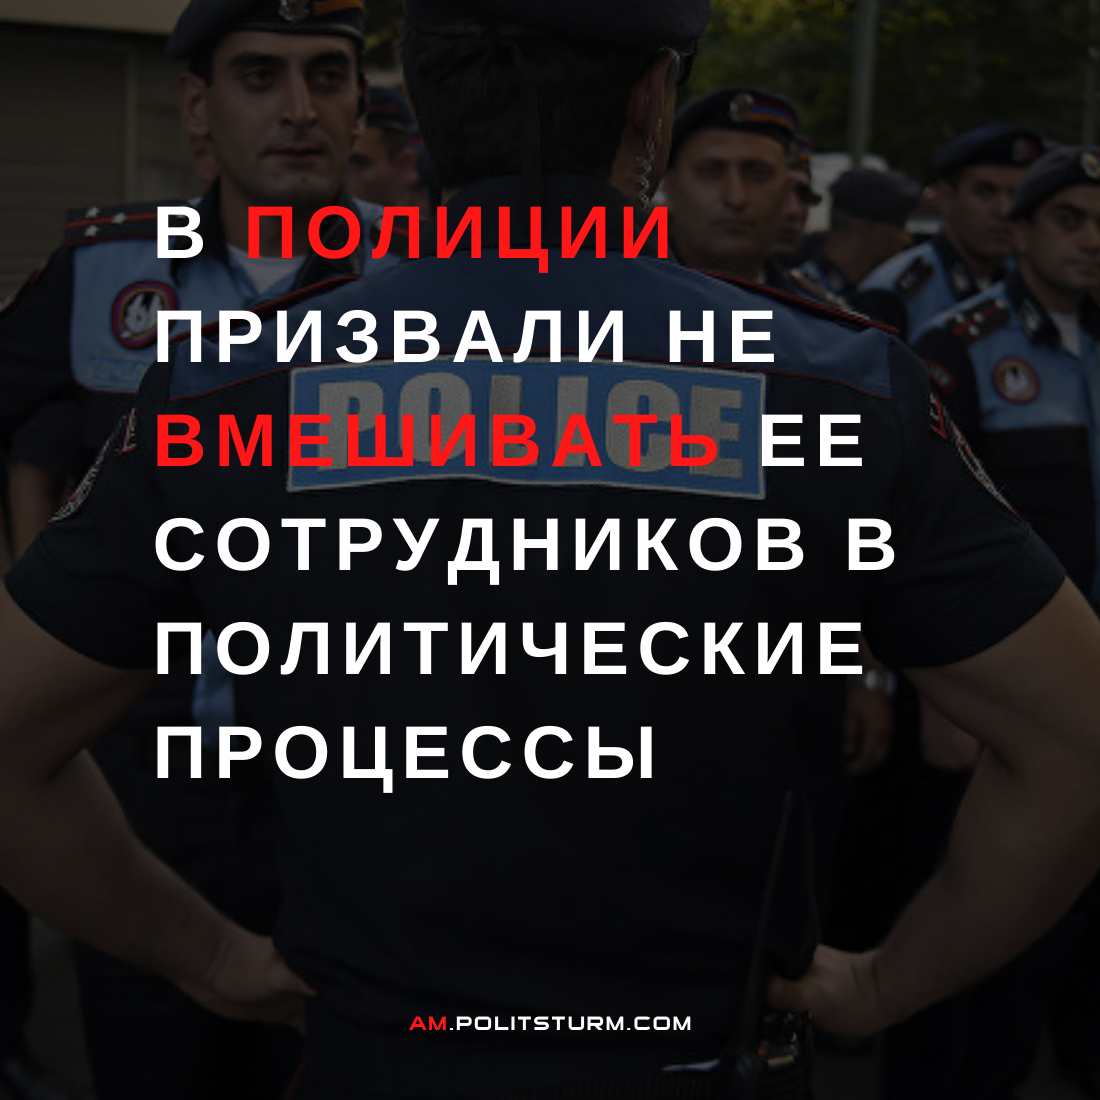 В ПОЛИЦИИ
ПРИЗВАЛИ НЕ
POLICE
ВМЕШИВАТЬ ЕЕ
СОТРУДНИКОВ В
ПОЛИТИЧЕСКИЕ
ПРОЦЕССЫ
AM.POLITSTURM.COM